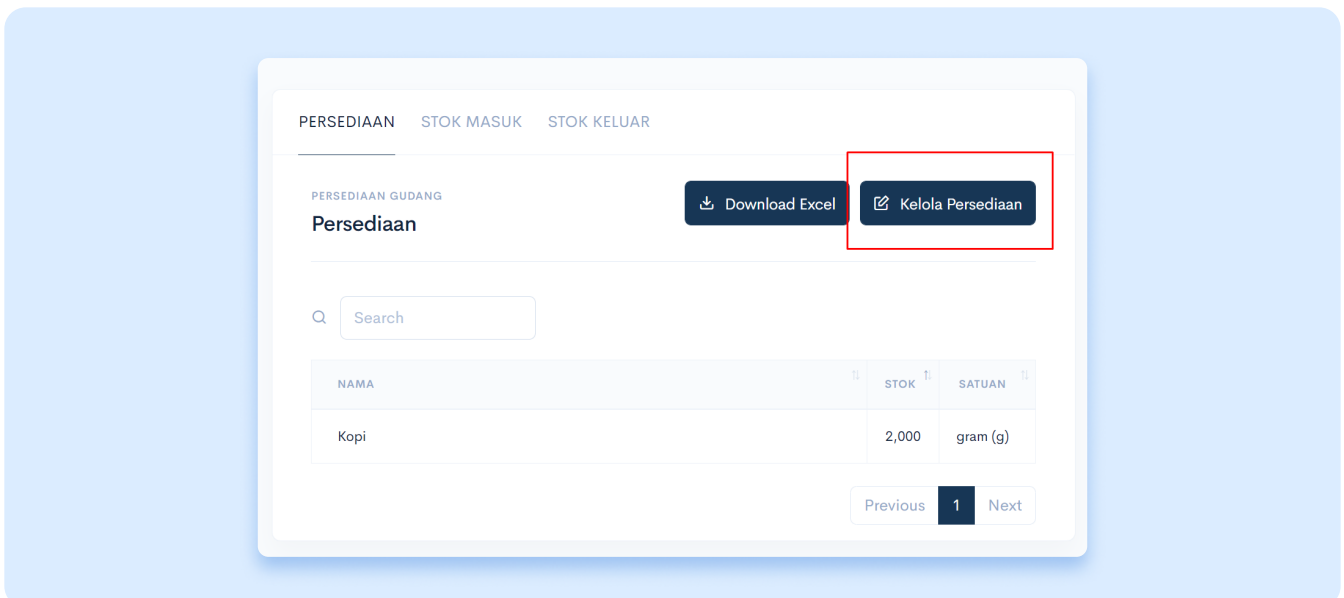 PERSEDIAAN STOK MASUK STOK KELUAR
PERSEDIAAN GUDANG
Persediaan
Download Excel Kelola Persediaan
Search
NAMA STOK SATUAN
Kopi 2,000 gram (g)
Previous 1 Next